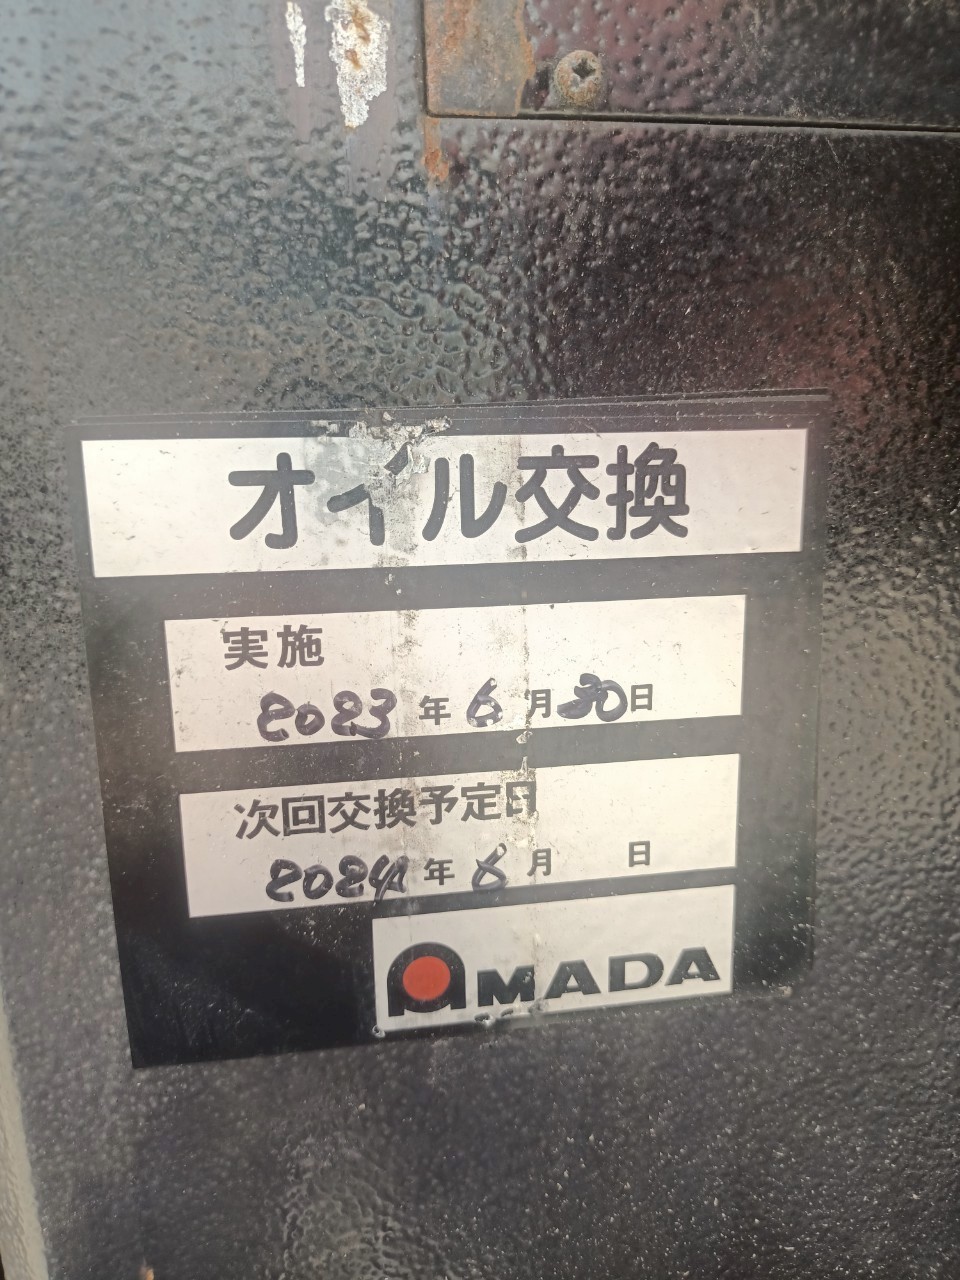 オイル交換
実施
2023年6月30日
次回交換予定日
2024年6月 日
AMADA